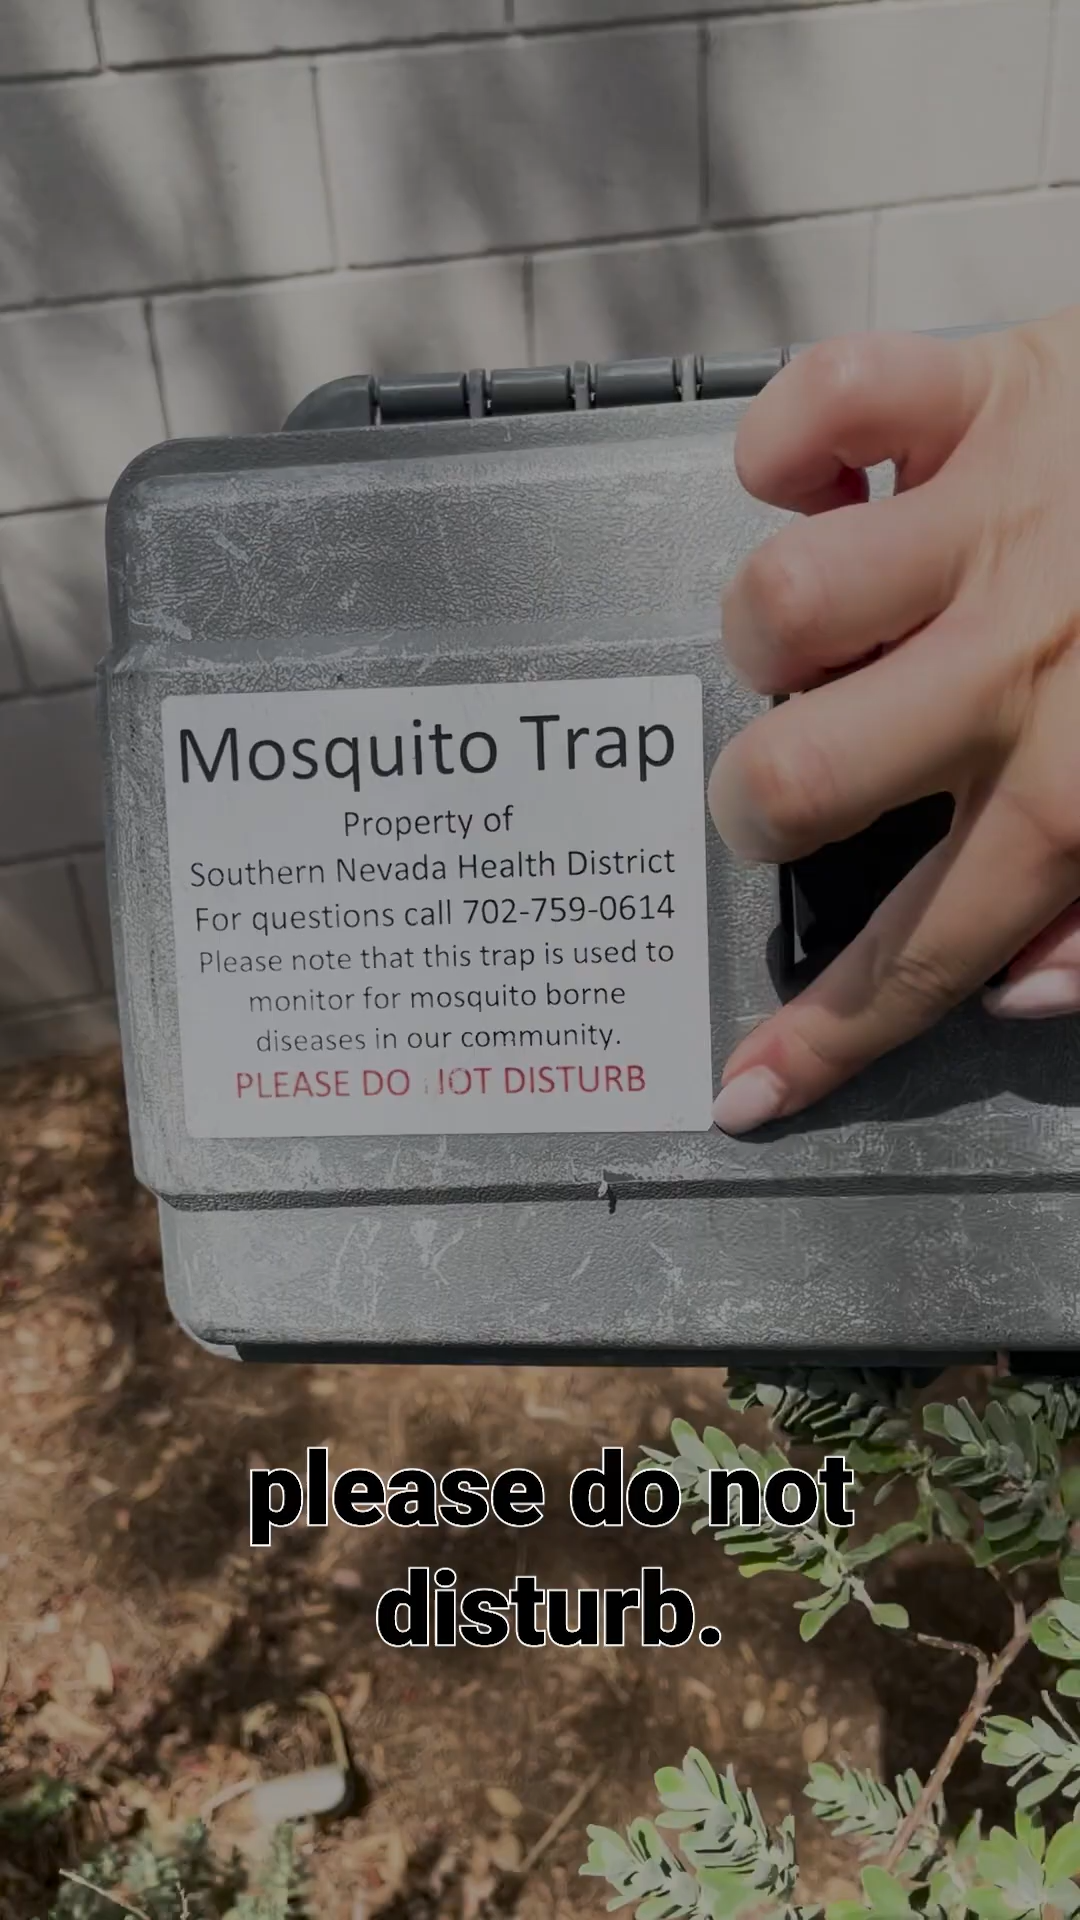 Mosquito Trap
Property of
Southern Nevada Health District
For questions call 702-759-0614
Please note that this trap is used to
monitor for mosquito borne
diseases in our community.
PLEASE DO IOT DISTURB
please do not
disturb.